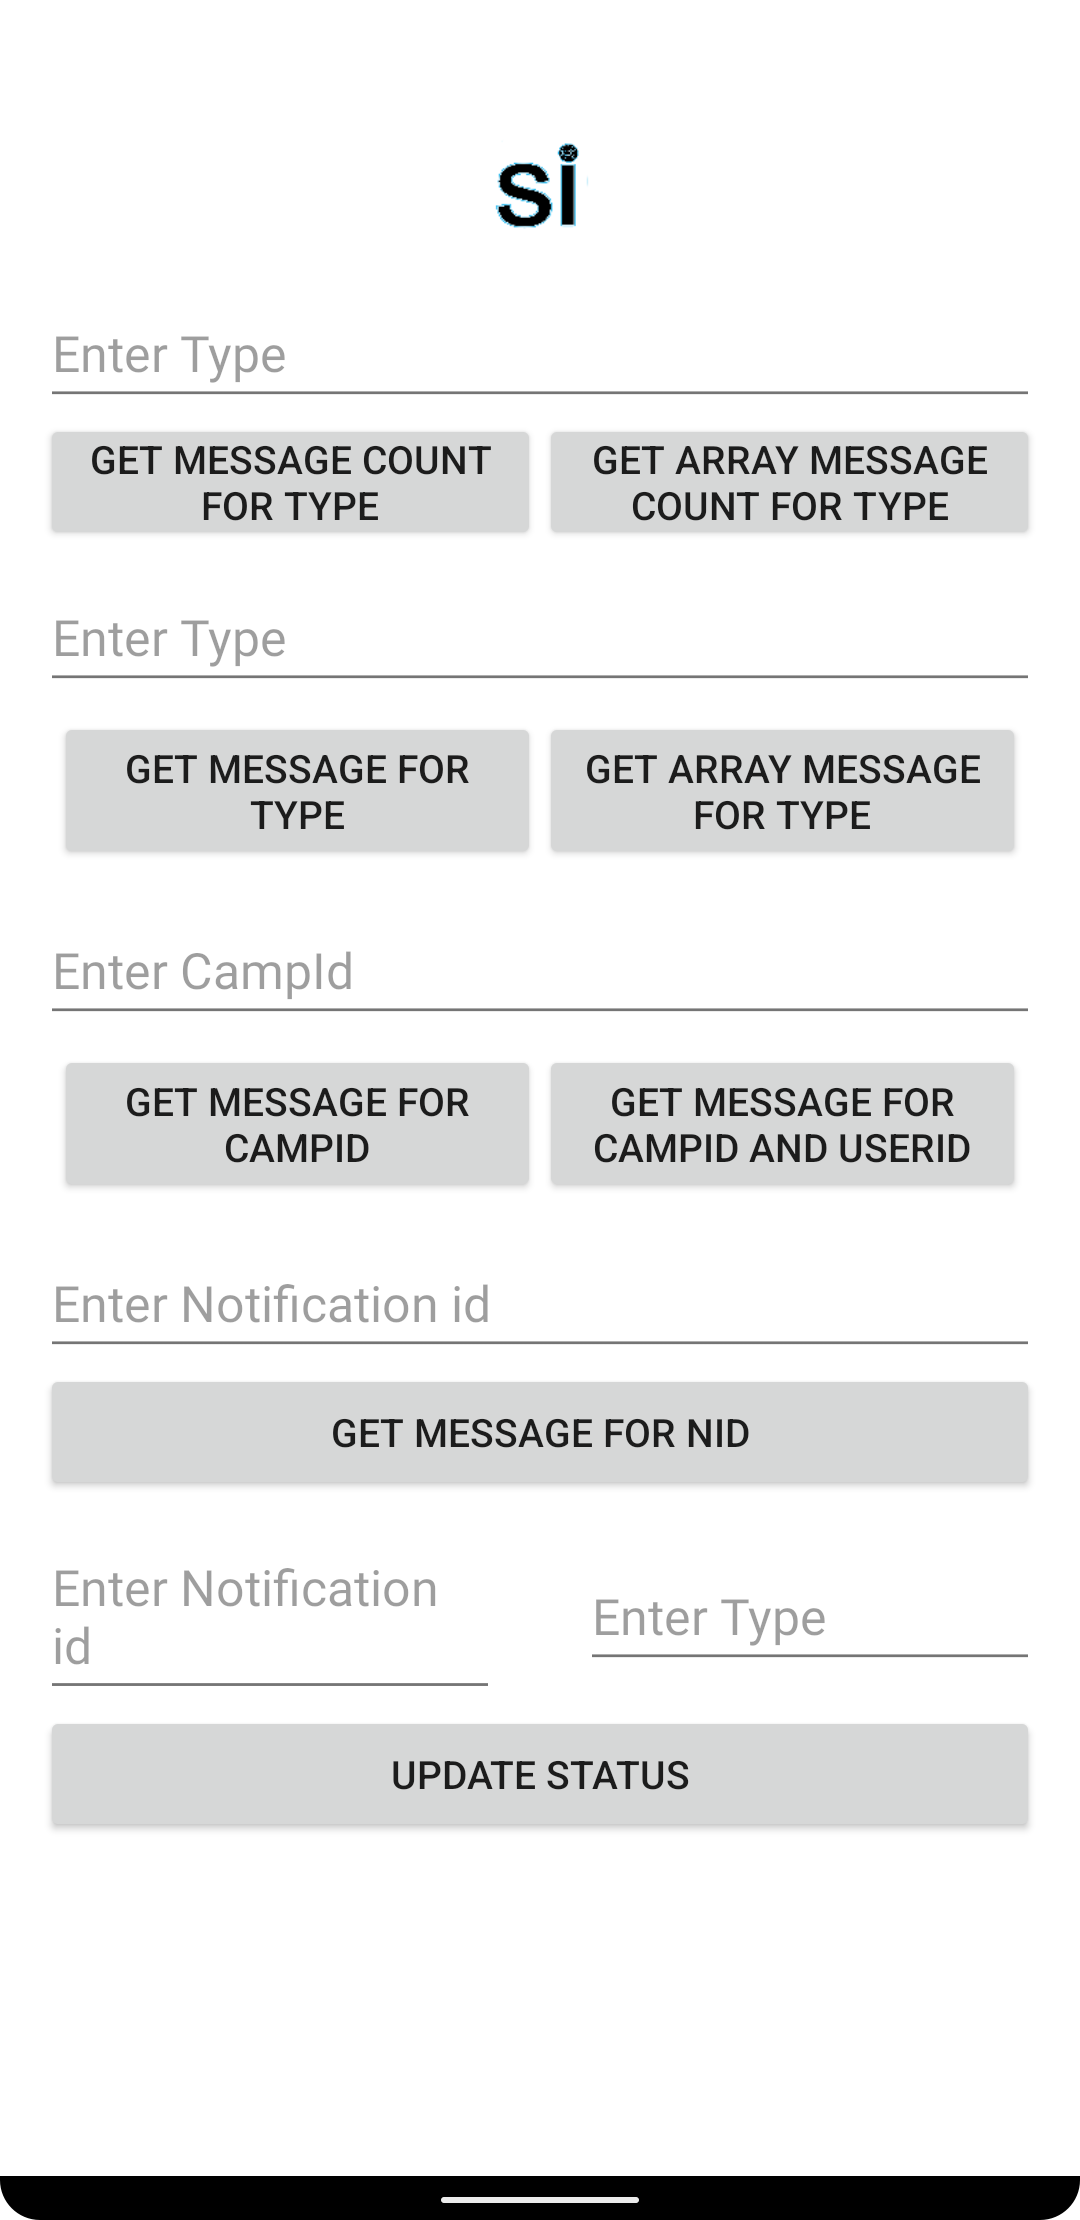 si
Enter Type
GET MESSAGE COUNT
FOR TYPE
GET ARRAY MESSAGE
COUNT FOR TYPE
Enter Type
GET MESSAGE FOR
TYPE
GET ARRAY MESSAGE
FOR TYPE
Enter CampId
GET MESSAGE FOR
CAMPID
GET MESSAGE FOR
CAMPID AND USERID
Enter Notification id
GET MESSAGE FOR NID
Enter Notification
id
Enter Type
UPDATE STATUS